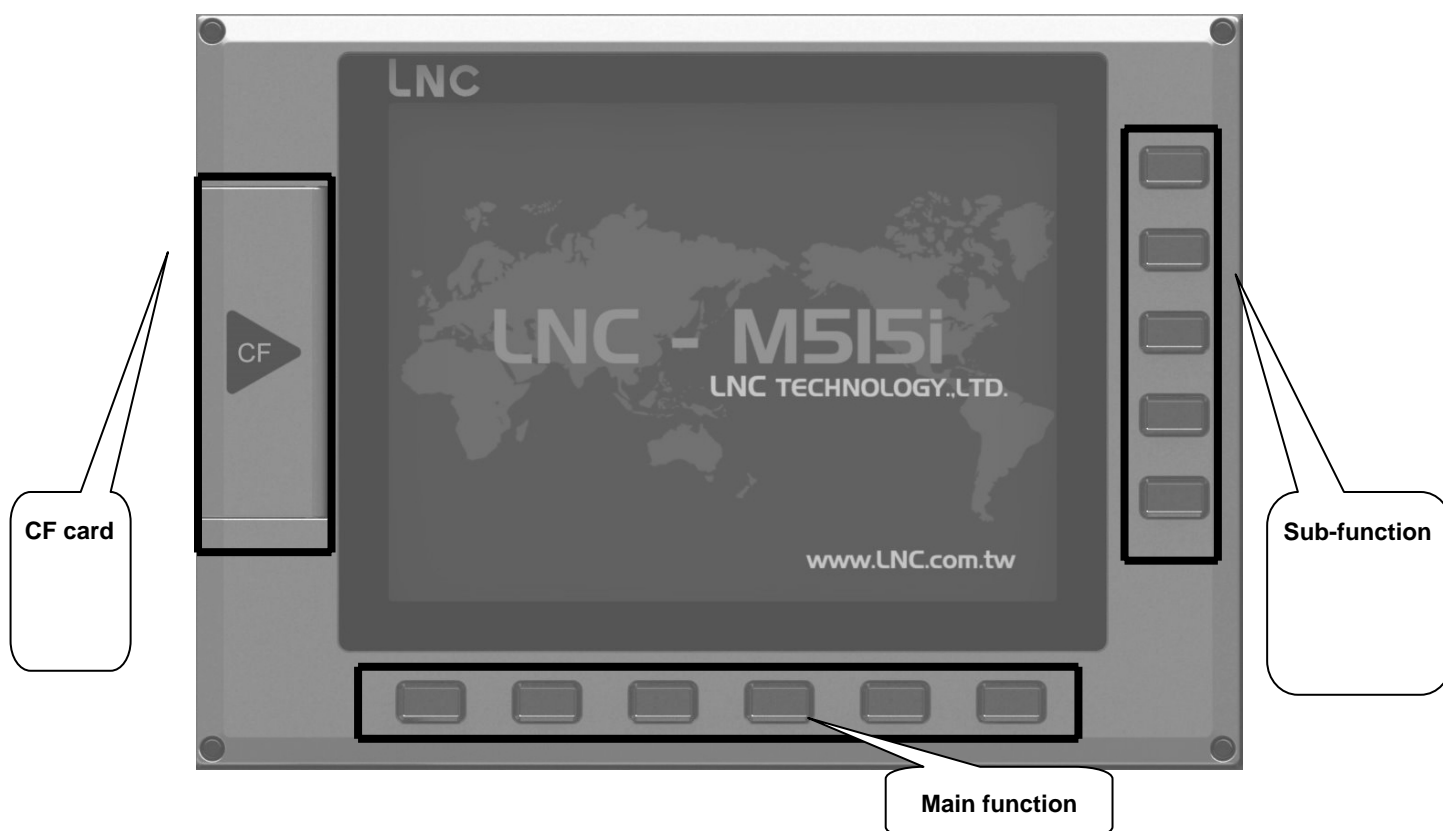 LNC
LNC - M515i
LNC TECHNOLOGY.,LTD.
CF
CF card
Sub-function
www.LNC.com.tw
Main function